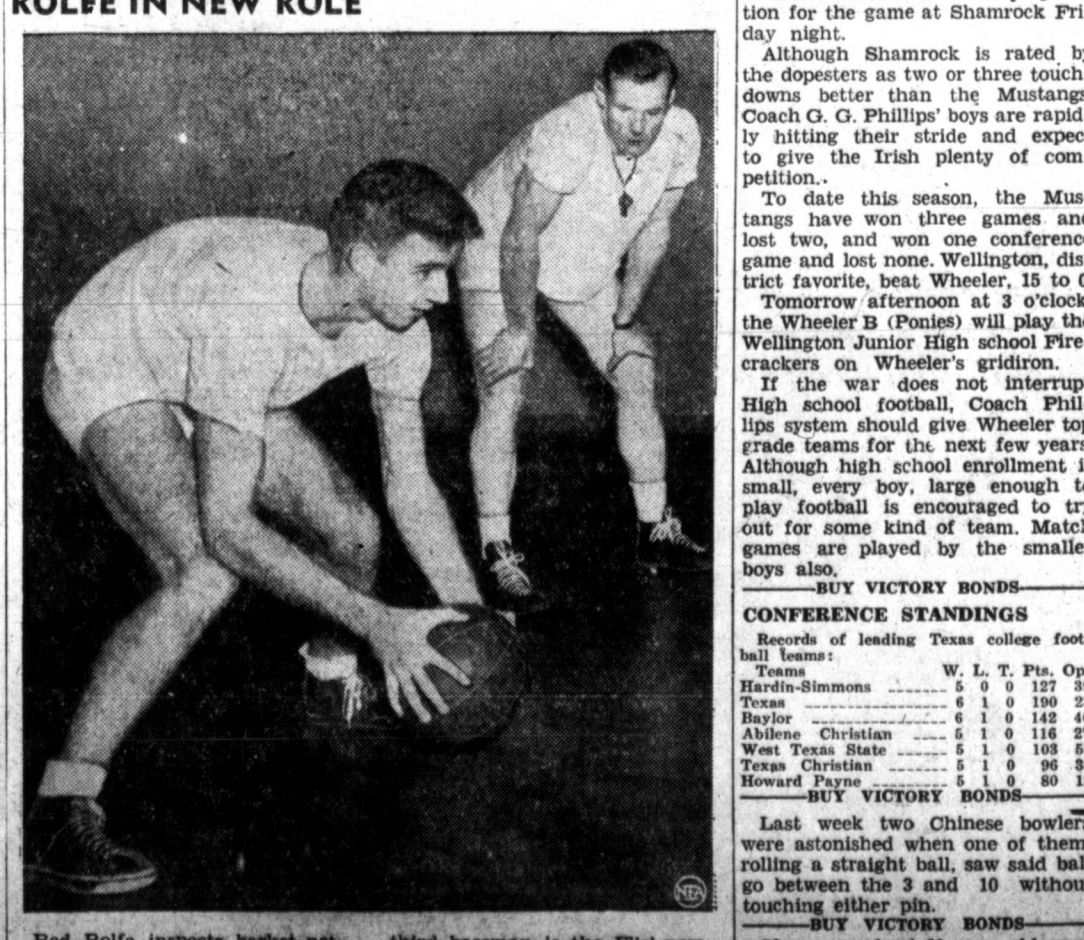 ROLFE IN NEW ROLE
NEA
tion for the game at Shamrock Fri
day night.
Although Shamrock is rated by
the dopesters as two or three touch
downs better than the Mustangs
Coach G. G. Phillips' boys are rapid
ly hitting their stride and expec
to give the Irish plenty of com
petition.
To date this season, the Mus
tangs have won three games and
lost two, and won one conference
game and lost none. Wellington, dis
trict favorite, beat Wheeler, 15 to 0
Tomorrow afternoon at 3 o'clock
the Wheeler B (Ponies) will play the
Wellington Junior High school Fire
crackers on Wheeler's gridiron.
If the war does not interrup
High school football, Coach Phil
lips system should give Wheeler top
grade teams for the next few years
Although high school enrollment i
small, every boy, large enough to
play football is encouraged to try
out for some kind of team. Match
games are played by the smalle
boys also.
BUY VICTORY BONDS
CONFERENCE STANDINGS
Records of leading Texas college foot
ball teams:
Teams W. L. T. Pts. Op
Hardin-Simmons 5 0 0 127 3
Texas 6 1 0 190 2
Baylor 6 1 0 142 4
Abilene Christian 5 1 0 116 2
West Texas State 5 1 0 103 5
Texas Christian 5 1 0 96 3
Howard Payne 5 1 0 80 1
BUY VICTORY BONDS
Last week two Chinese bowlers
were astonished when one of them
rolling a straight ball, saw said ball
go between the 3 and 10 without
touching either pin.
BUY VICTORY BONDS